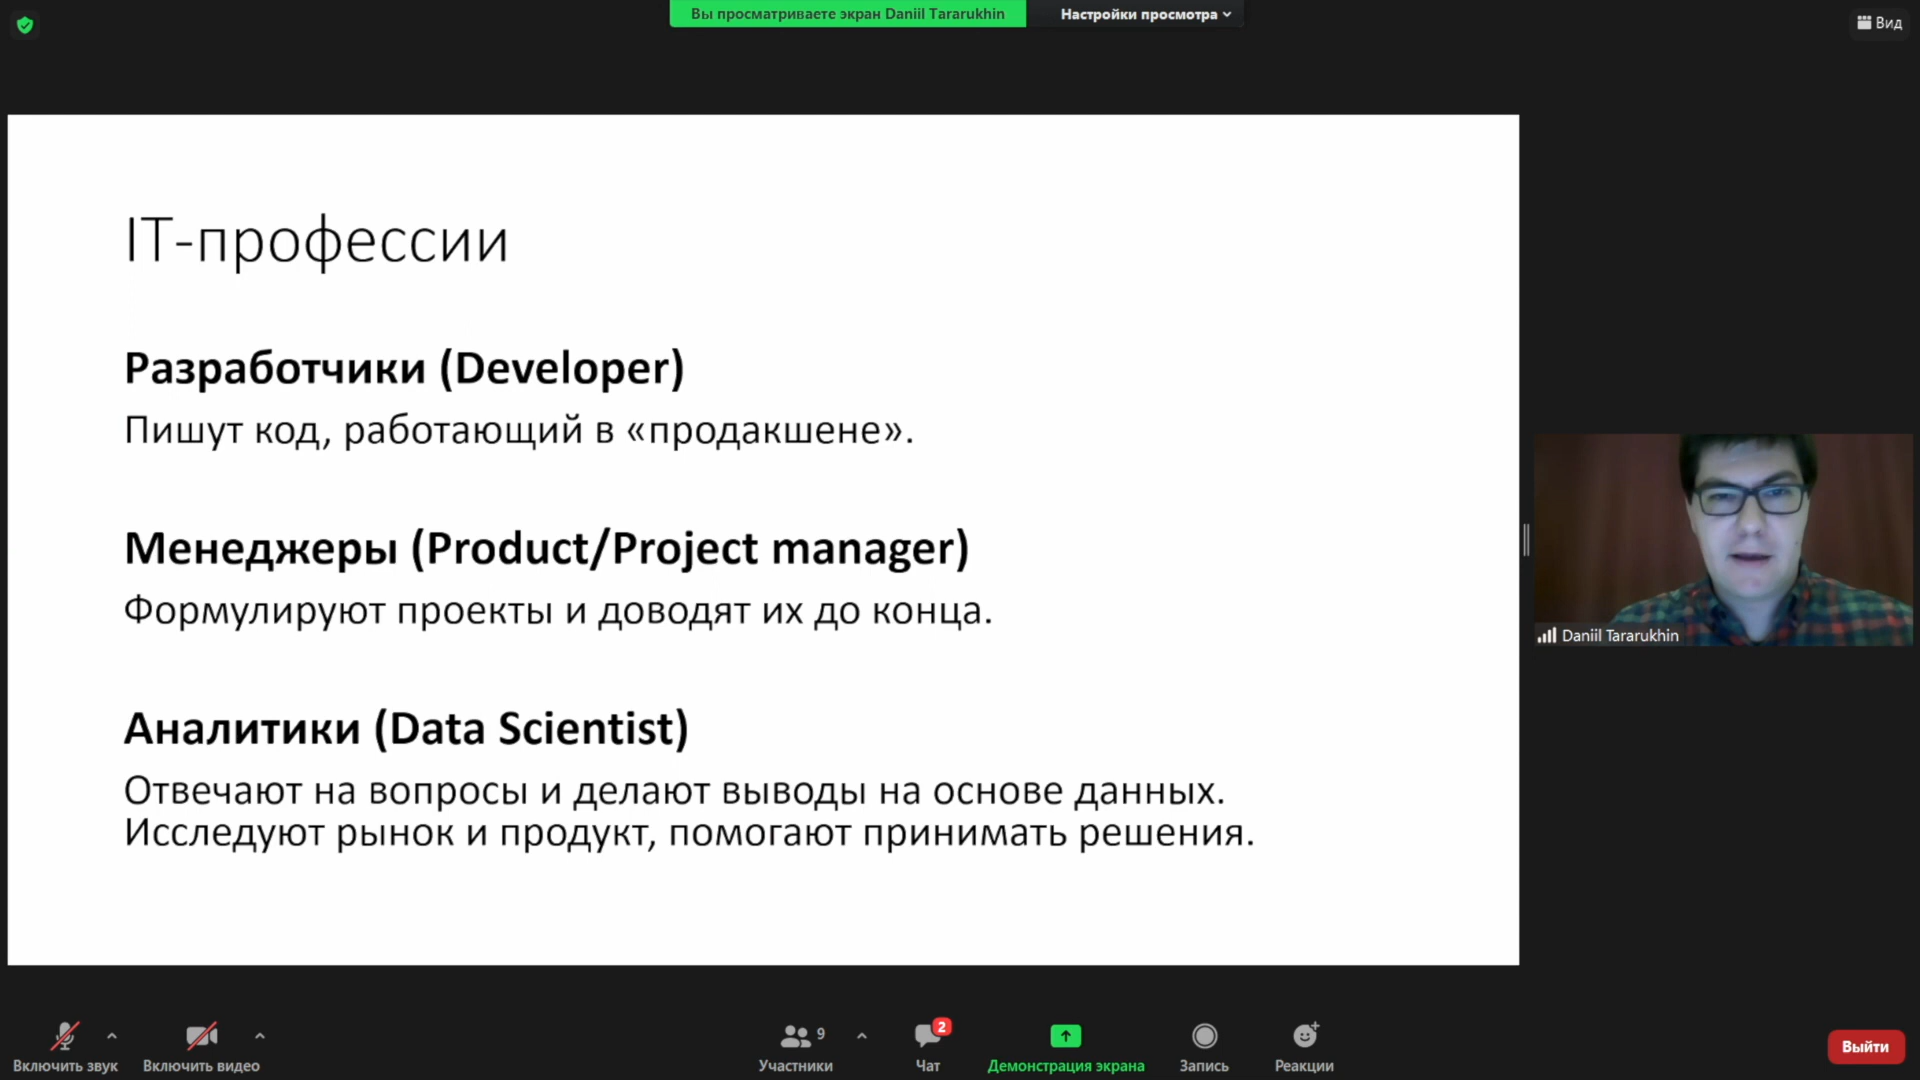 Вы просматриваете экран Daniil Tararukhin
Настройки просмотра
Вид
IT-профессии
Разработчики (Developer)
Пишут код, работающий в «продакшене».
Менеджеры (Product/Project manager)
Формулируют проекты и доводят их до конца.
Аналитики (Data Scientist)
Отвечают на вопросы и делают выводы на основе данных.
Исследуют рынок и продукт, помогают принимать решения.
Daniil Tararukhin
Включить звук
Включить видео
9
Участники
2
Чат
Демонстрация экрана
Запись
Реакции
Выйти